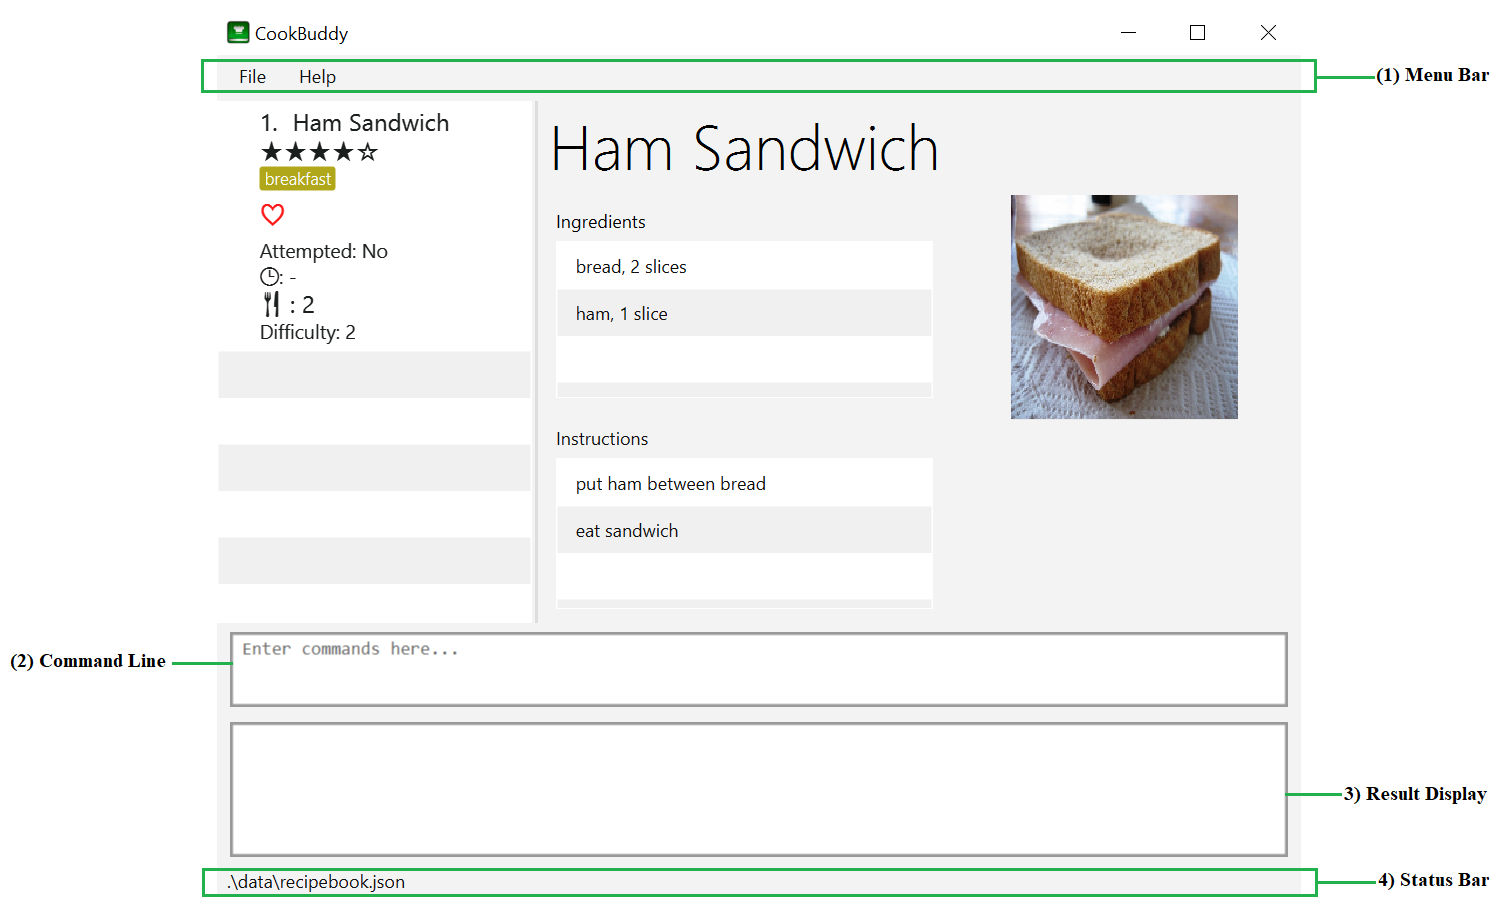 CookBuddy
File Help
(1) Menu Bar
1. Ham Sandwich
★★★★☆
breakfast
Attempted: No
: -
: 2
Difficulty: 2
Ham Sandwich
Ingredients
bread, 2 slices
ham, 1 slice
Instructions
put ham between bread
eat sandwich
(2) Command Line
Enter commands here...
3) Result Display
.\data\recipebook.json
4) Status Bar